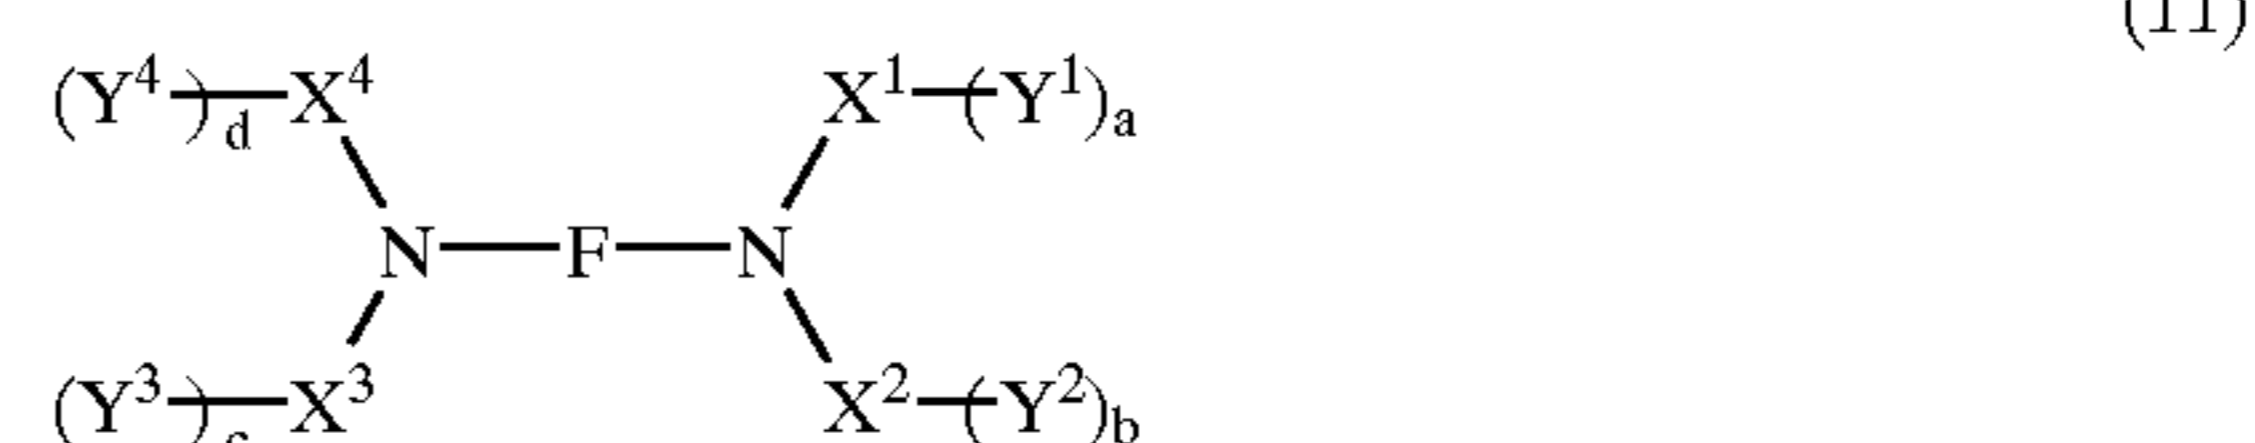 (11)
(Y⁴)d X⁴ X¹ (Y¹)a
N F N
(Y³) X³ X² (Y²)b